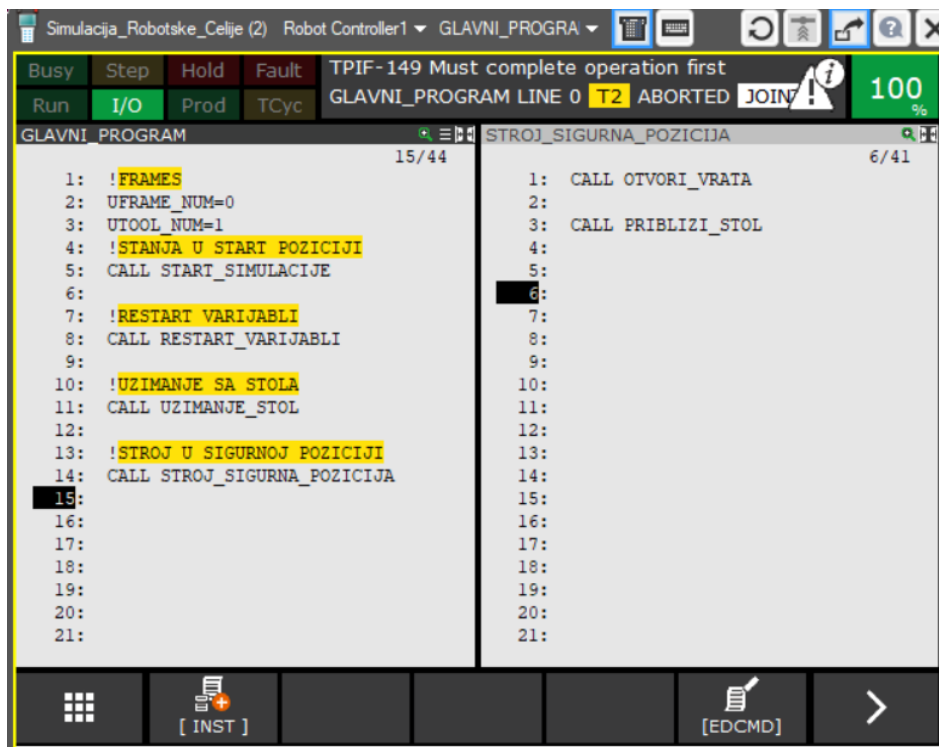 Simulacija_Robotske_Celije (2) Robot Controller1 GLAVNI_PROGRA
Busy Step Hold Fault
Run I/O Prod TCyc
TPIF-149 Must complete operation first
GLAVNI_PROGRAM LINE 0 T2 ABORTED JOINT
100
%
GLAVNI_PROGRAM
15/44
1: !FRAMES
2: UFRAME_NUM=0
3: UTOOL_NUM=1
4: !STANJA U START POZICIJI
5: CALL START_SIMULACIJE
6:
7: !RESTART VARIJABLI
8: CALL RESTART_VARIJABLI
9:
10: !UZIMANJE SA STOLA
11: CALL UZIMANJE_STOL
12:
13: !STROJ U SIGURNOJ POZICIJI
14: CALL STROJ_SIGURNA_POZICIJA
15:
16:
17:
18:
19:
20:
21:
STROJ_SIGURNA_POZICIJA
6/41
1: CALL OTVORI_VRATA
2:
3: CALL PRIBLIZI_STOL
4:
5:
6:
7:
8:
9:
10:
11:
12:
13:
14:
15:
16:
17:
18:
19:
20:
21:
[ INST ]
[EDCMD]